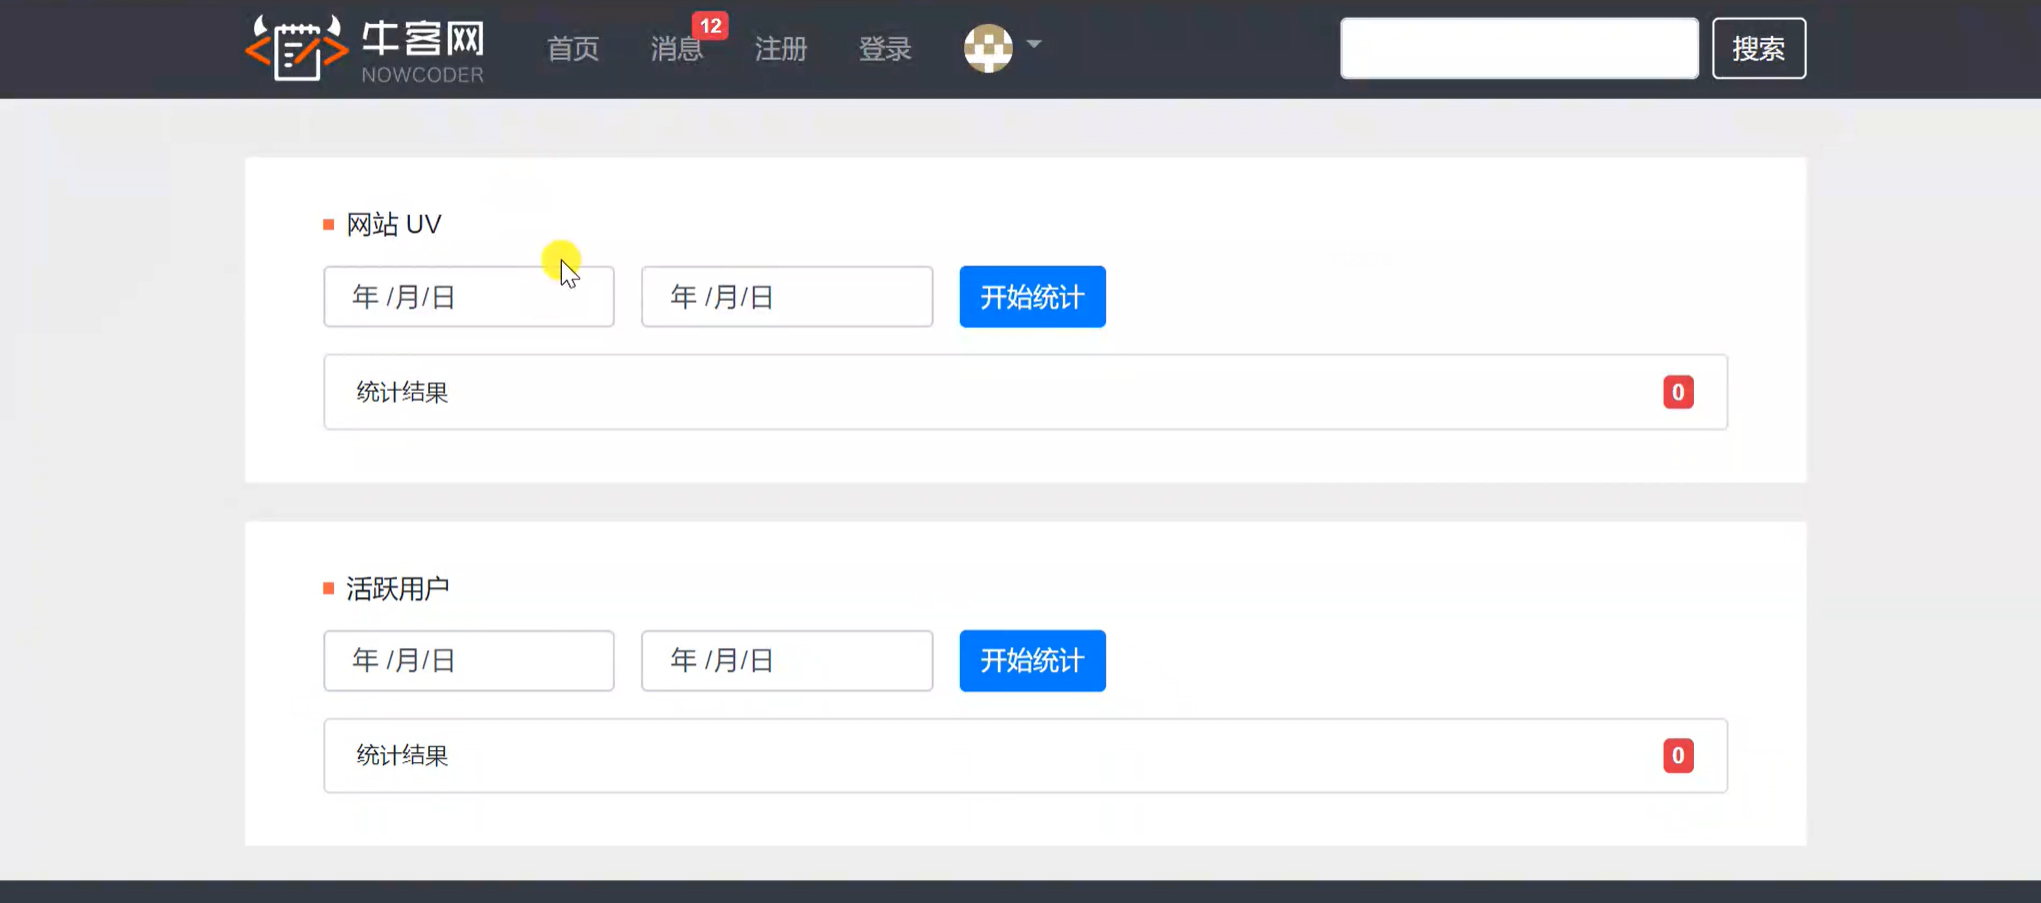 牛客网
NOWCODER
首页 消息 12 注册 登录 搜索
网站 UV
年 /月/日 年 /月/日 开始统计
统计结果 0
活跃用户
年 /月/日 年 /月/日 开始统计
统计结果 0